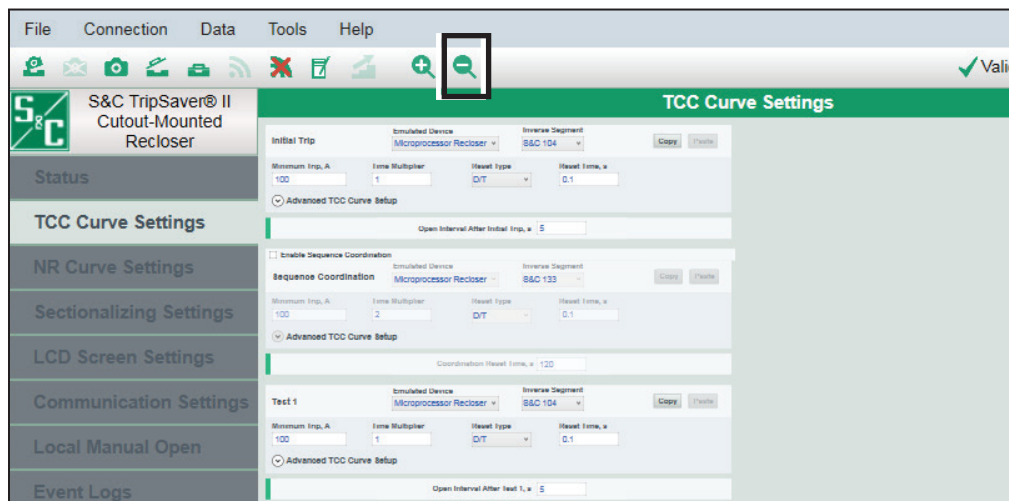 File Connection Data Tools Help
Vali
S&C
S&C TripSaver® II
Cutout-Mounted
Recloser
TCC Curve Settings
Status
TCC Curve Settings
NR Curve Settings
Sectionalizing Settings
LCD Screen Settings
Communication Settings
Local Manual Open
Event Logs
Initial Trip
Emulated Device
Microprocessor Recloser
Inverse Segment
S&C 104
Copy Paste
Minimum Trip, A Time Multiplier Reset Type Reset Time, s
100 1 D/T 0.1
Advanced TCC Curve Setup
Open Interval After Initial Trip, s 5
Enable Sequence Coordination
Sequence Coordination
Emulated Device
Microprocessor Recloser
Inverse Segment
S&C 133
Copy Paste
Minimum Trip, A Time Multiplier Reset Type Reset Time, s
100 2 D/T 0.1
Advanced TCC Curve Setup
Coordination Reset Time, s 120
Test 1
Emulated Device
Microprocessor Recloser
Inverse Segment
S&C 104
Copy Paste
Minimum Trip, A Time Multiplier Reset Type Reset Time, s
100 1 D/T 0.1
Advanced TCC Curve Setup
Open Interval After Test 1, s 5